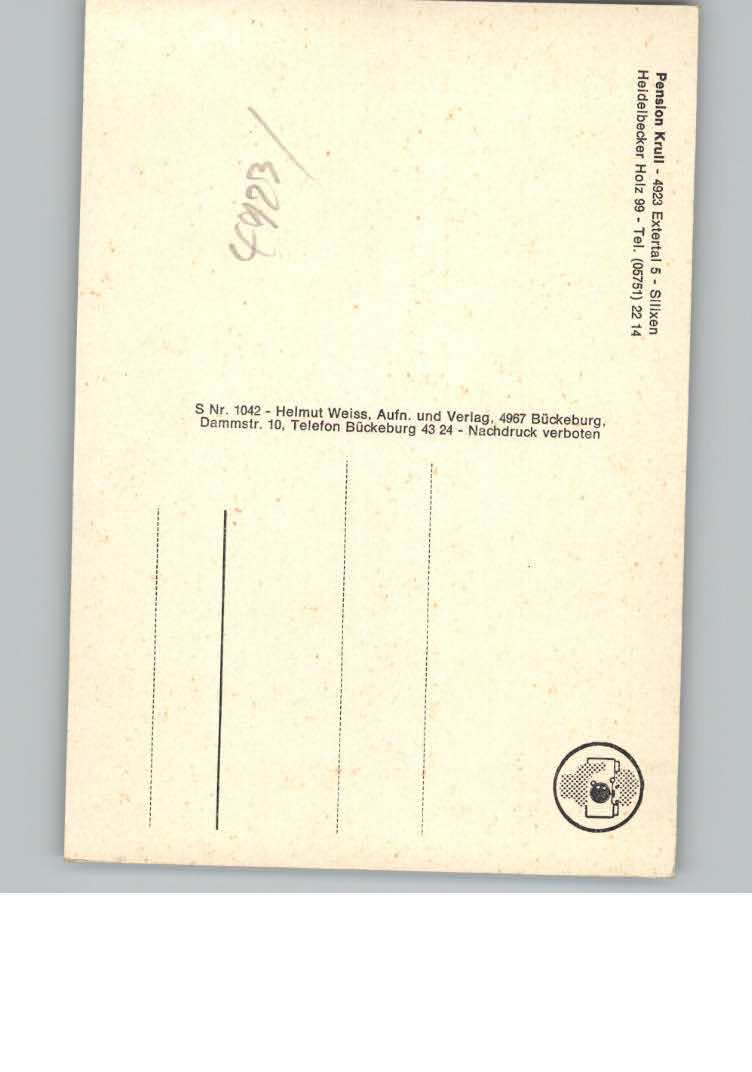 Pension Krull - 4923 Extertal 5 - Silixen
Heidelbecker Holz 99 - Tel. (05751) 22 14
S Nr. 1042 - Helmut Weiss, Aufn. und Verlag, 4967 Bückeburg,
Dammstr. 10, Telefon Bückeburg 43 24 - Nachdruck verboten